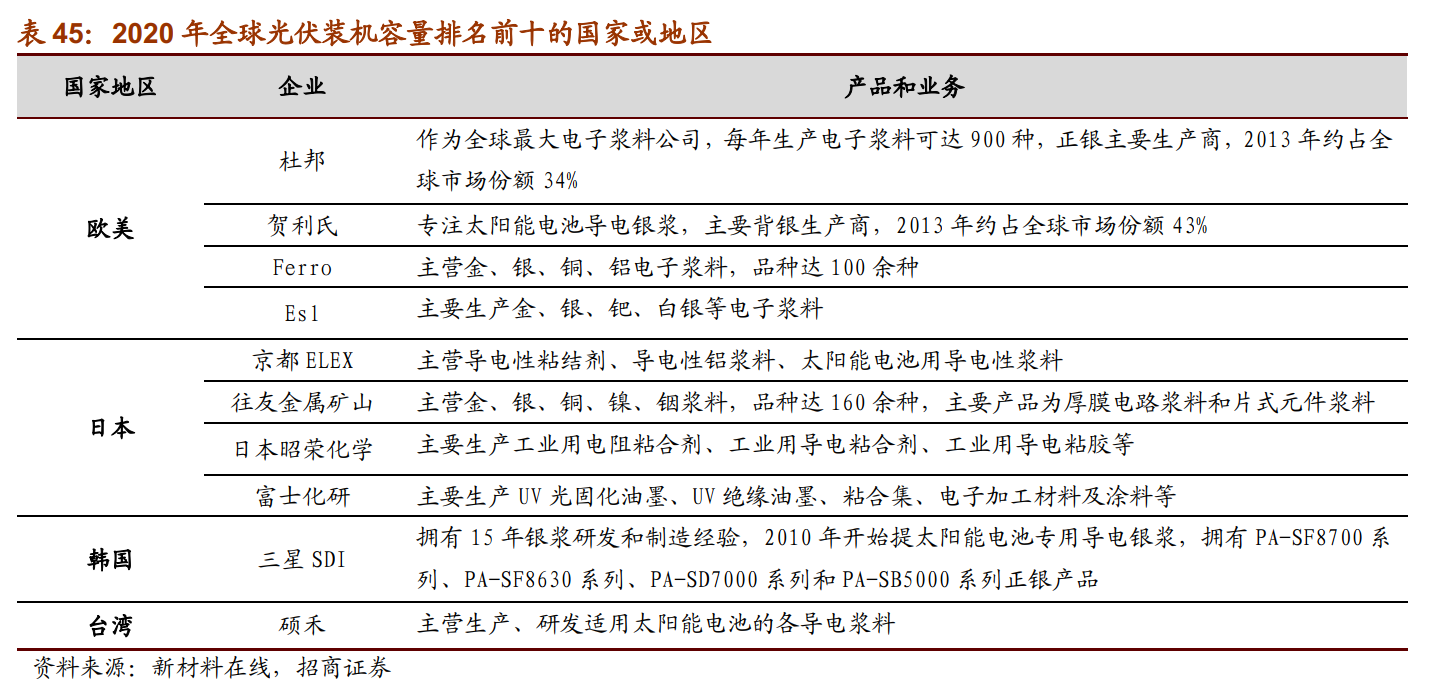 表 45：2020 年全球光伏装机容量排名前十的国家或地区
国家地区 企业 产品和业务
欧美
杜邦
作为全球最大电子浆料公司，每年生产电子浆料可达 900 种，正银主要生产商，2013 年约占全
球市场份额 34%
贺利氏 专注太阳能电池导电银浆，主要背银生产商，2013 年约占全球市场份额 43%
Ferro 主营金、银、铜、铝电子浆料，品种达 100 余种
Esl 主要生产金、银、钯、白银等电子浆料
日本
京都 ELEX 主营导电性粘结剂、导电性铝浆料、太阳能电池用导电性浆料
往友金属矿山 主营金、银、铜、镍、铟浆料，品种达 160 余种，主要产品为厚膜电路浆料和片式元件浆料
日本昭荣化学 主要生产工业用电阻粘合剂、工业用导电粘合剂、工业用导电粘胶等
富士化研 主要生产 UV 光固化油墨、UV 绝缘油墨、粘合集、电子加工材料及涂料等
韩国
三星 SDI
拥有 15 年银浆研发和制造经验，2010 年开始提太阳能电池专用导电银浆，拥有 PA-SF8700 系
列、PA-SF8630 系列、PA-SD7000 系列和 PA-SB5000 系列正银产品
台湾 硕禾 主营生产、研发适用太阳能电池的各导电浆料
资料来源：新材料在线，招商证券